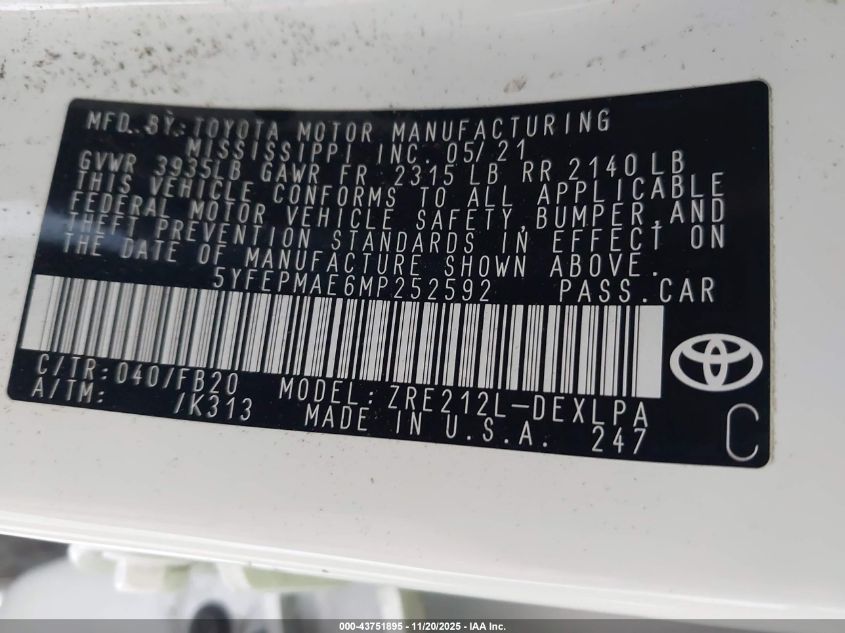 MFD. BY: TOYOTA MOTOR MANUFACTURING
MISSISSIPPI INC. 05/21
GVWR 3935LB GAWR FR 2315 LB RR 2140LB
THIS VEHICLE CONFORMS TO ALL APPLICABLE
FEDERAL MOTOR VEHICLE SAFETY,BUMPER,AND
THEFT PREVENTION STANDARDS IN EFFECT ON
THE DATE OF MANUFACTURE SHOWN ABOVE.
5YFEPMAE6MP252592 PASS.CAR
C/TR: 040/FB20 MODEL: ZRE212L-DEXLPA
A/TM: /K313 MADE IN U.S.A. 247
C
000-43751895 - 11/20/2025 - IAA Inc.